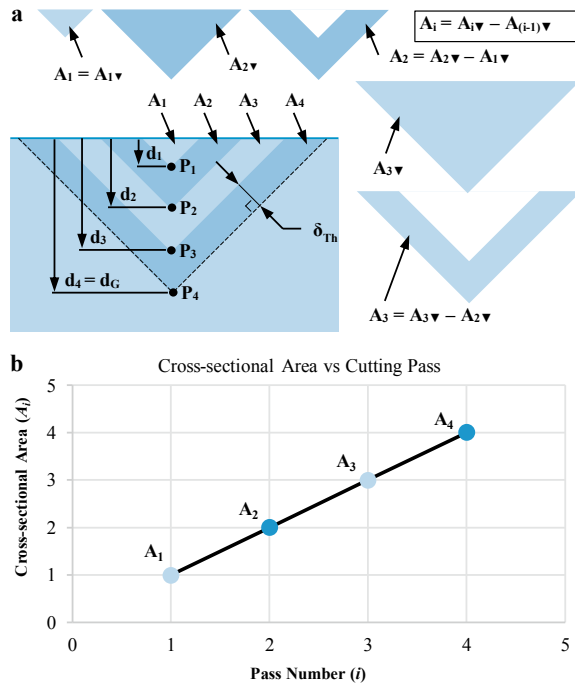 a
A₁ = A₁▼
A₂▼
A₂ = A₂▼ − A₁▼
Aᵢ = Aᵢ▼ − A₍ᵢ₋₁₎▼
A₁ A₂ A₃ A₄
A₃▼
d₁ P₁
d₂ P₂
d₃ P₃
δTh
d₄ = dG P₄
A₃ = A₃▼ − A₂▼
b
Cross-sectional Area vs Cutting Pass
Cross-sectional Area (Aᵢ)
5
4
3
2
1
0
A₁
A₂
A₃
A₄
0 1 2 3 4 5
Pass Number (i)